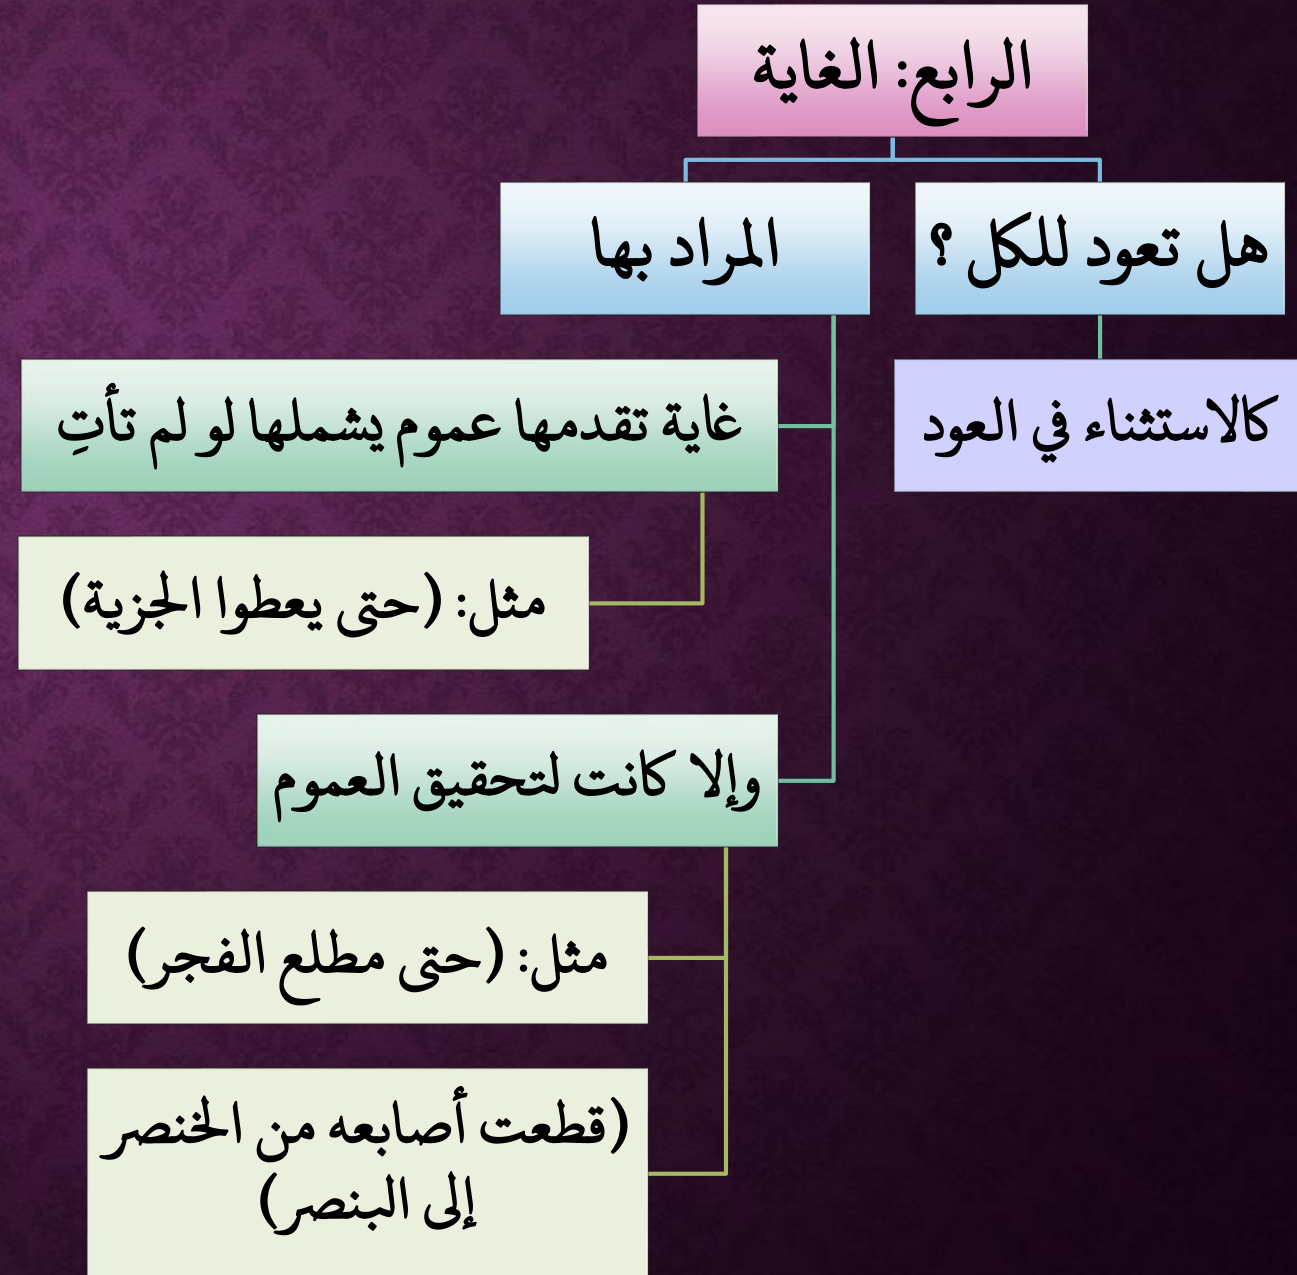 الرابع: الغاية
هل تعود للكل ؟
كالاستثناء في العود
المراد بها
غاية تقدمها عموم يشملها لو لم تأتِ
مثل: (حتى يعطوا الجزية)
وإلا كانت لتحقيق العموم
مثل: (حتى مطلع الفجر)
(قطعت أصابعه من الخنصر
إلى البنصر)